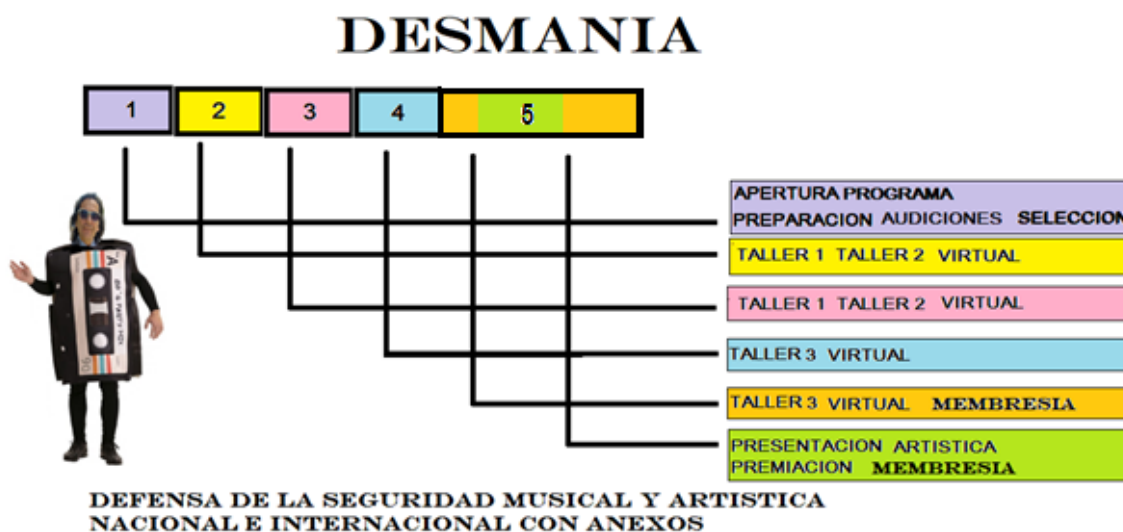 DESMANIA
1 2 3 4 5
APERTURA PROGRAMA
PREPARACION AUDICIONES SELECCION
TALLER 1 TALLER 2 VIRTUAL
TALLER 1 TALLER 2 VIRTUAL
TALLER 3 VIRTUAL
TALLER 3 VIRTUAL MEMBRESIA
PRESENTACION ARTISTICA
PREMIACION MEMBRESIA
A
90
DEFENSA DE LA SEGURIDAD MUSICAL Y ARTISTICA
NACIONAL E INTERNACIONAL CON ANEXOS